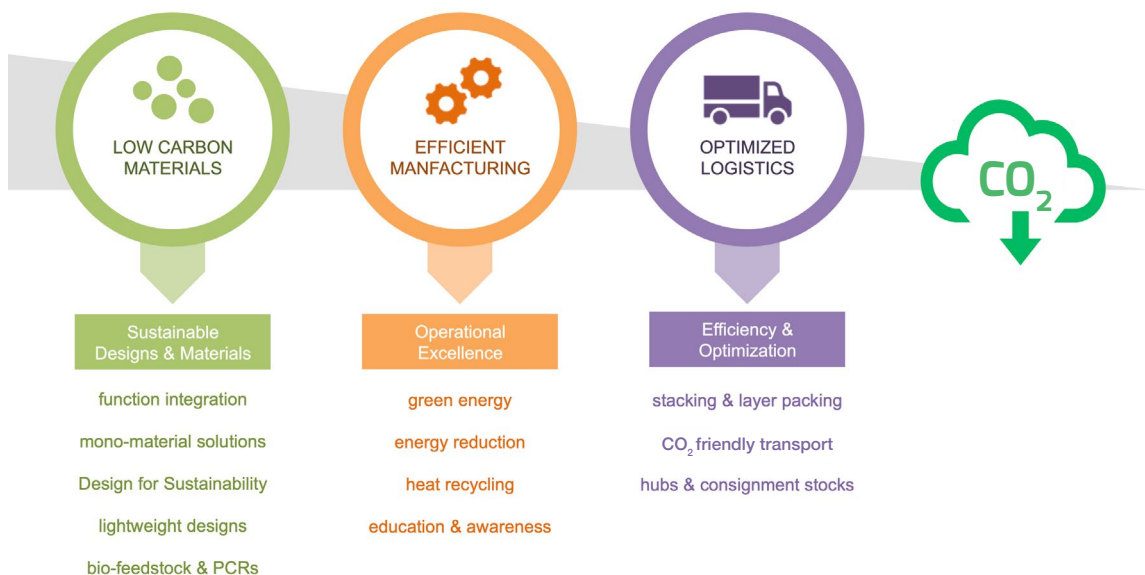 LOW CARBON
MATERIALS
EFFICIENT
MANFACTURING
OPTIMIZED
LOGISTICS
CO₂
Sustainable
Designs & Materials
function integration
mono-material solutions
Design for Sustainability
lightweight designs
bio-feedstock & PCRs
Operational
Excellence
green energy
energy reduction
heat recycling
education & awareness
Efficiency &
Optimization
stacking & layer packing
CO₂ friendly transport
hubs & consignment stocks